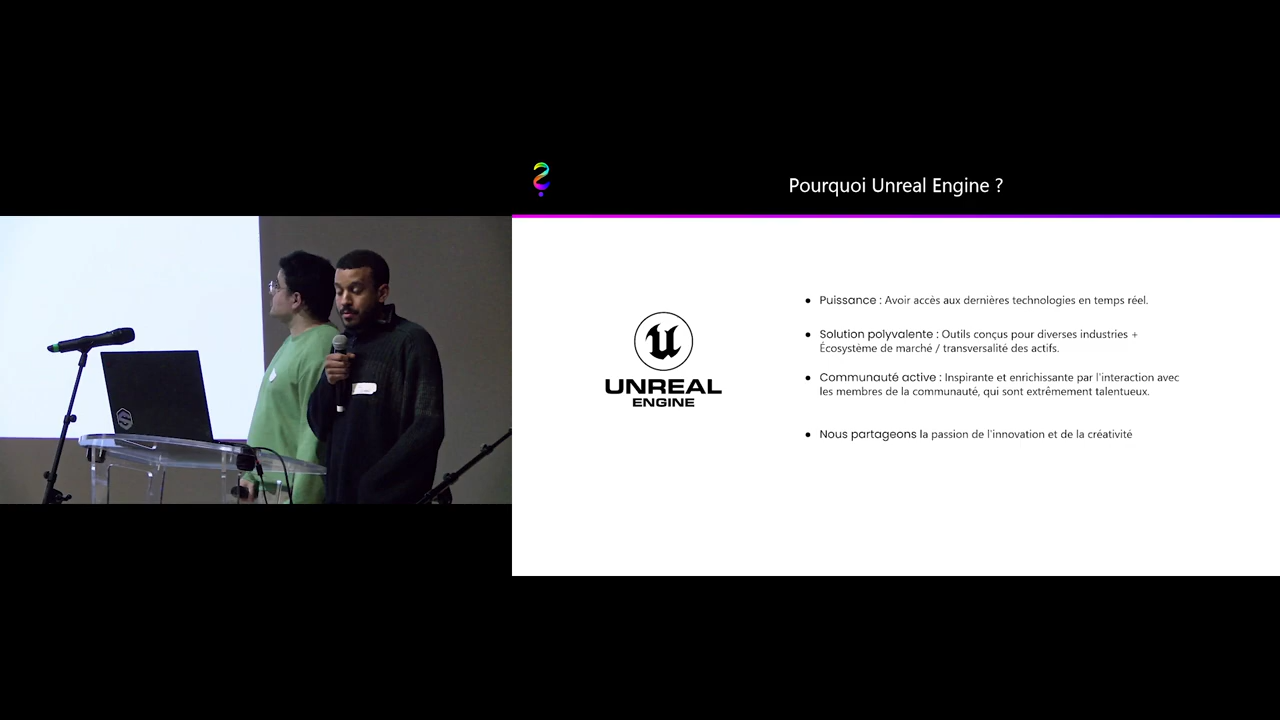 Pourquoi Unreal Engine ?
● Puissance : Avoir accès aux dernières technologies en temps réel.
● Solution polyvalente : Outils conçus pour diverses industries +
Écosystème de marché / transversalité des actifs.
● Communauté active : Inspirante et enrichissante par l'interaction avec
les membres de la communauté, qui sont extrêmement talentueux.
● Nous partageons la passion de l'innovation et de la créativité
UNREAL
ENGINE